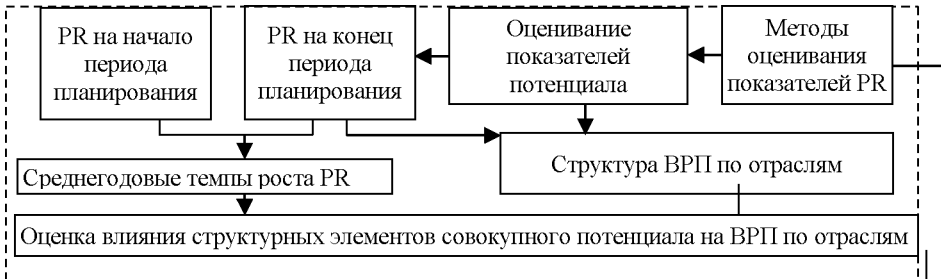 PR на начало
периода
планирования
PR на конец
периода
планирования
Оценивание
показателей
потенциала
Методы
оценивания
показателей PR
Структура ВРП по отраслям
Среднегодовые темпы роста PR
Оценка влияния структурных элементов совокупного потенциала на ВРП по отраслям